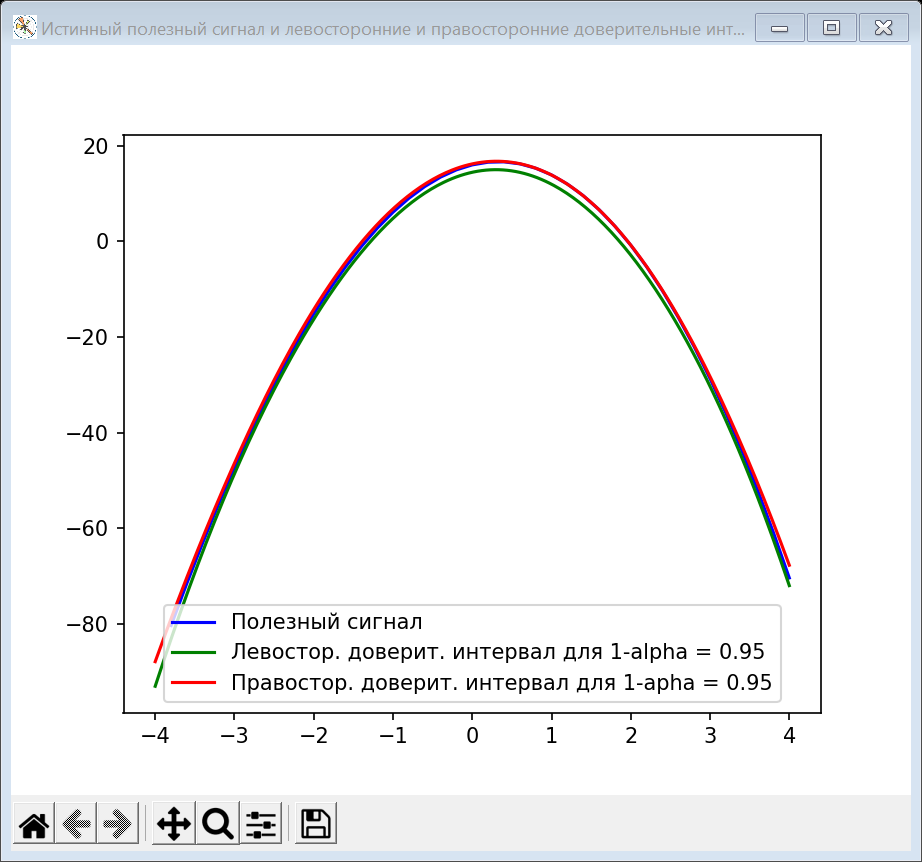 Истинный полезный сигнал и левосторонние и правосторонние доверительные инт...
20
0
−20
−40
−60
−80
Полезный сигнал
Левостор. доверит. интервал для 1-alpha = 0.95
Правостор. доверит. интервал для 1-apha = 0.95
−4 −3 −2 −1 0 1 2 3 4